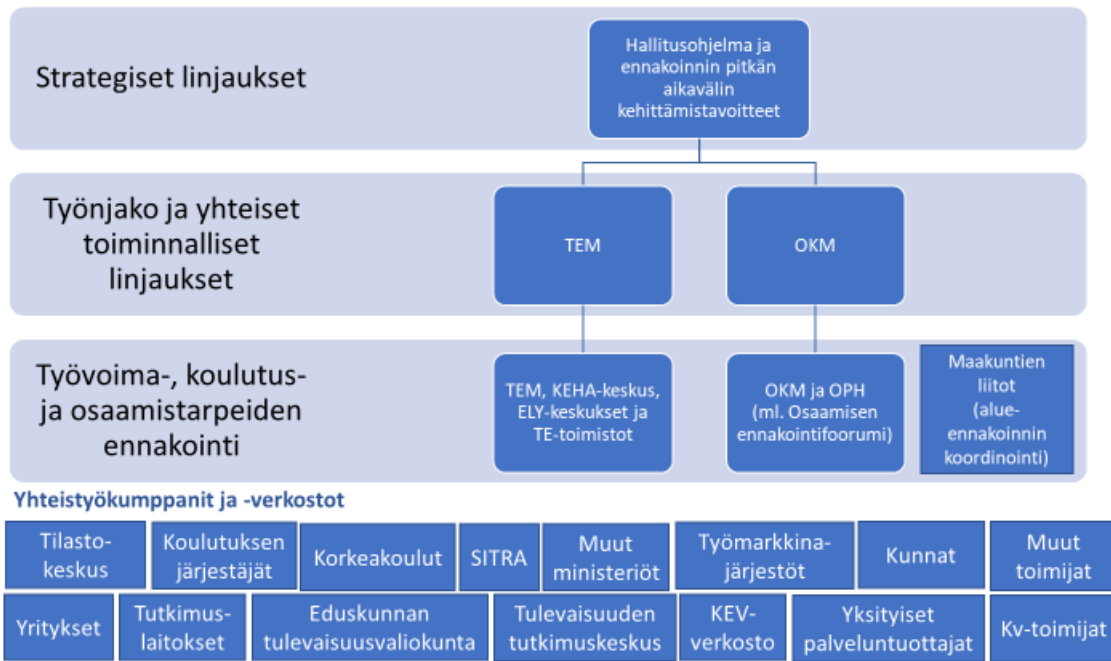 Strategiset linjaukset
Hallitusohjelma ja
ennakoinnin pitkän
aikavälin
kehittämistavoitteet
Työnjako ja yhteiset
toiminnalliset
linjaukset
TEM
OKM
Työvoima-, koulutus-
ja osaamistarpeiden
ennakointi
TEM, KEHA-keskus,
ELY-keskukset ja
TE-toimistot
OKM ja OPH
(ml. Osaamisen
ennakointifoorumi)
Maakuntien
liitot
(alue-
ennakoinnin
koordinointi)
Yhteistyökumppanit ja -verkostot
Tilasto-
keskus
Koulutuksen
järjestäjät
Korkeakoulut
SITRA
Muut
ministeriöt
Työmarkkina-
järjestöt
Kunnat
Muut
toimijat
Yritykset
Tutkimus-
laitokset
Eduskunnan
tulevaisuusvaliokunta
Tulevaisuuden
tutkimuskeskus
KEV-
verkosto
Yksityiset
palveluntuottajat
Kv-toimijat